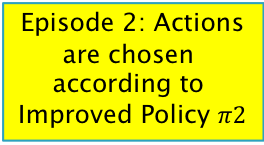 Episode 2: Actions
are chosen
according to
Improved Policy 𝜋2